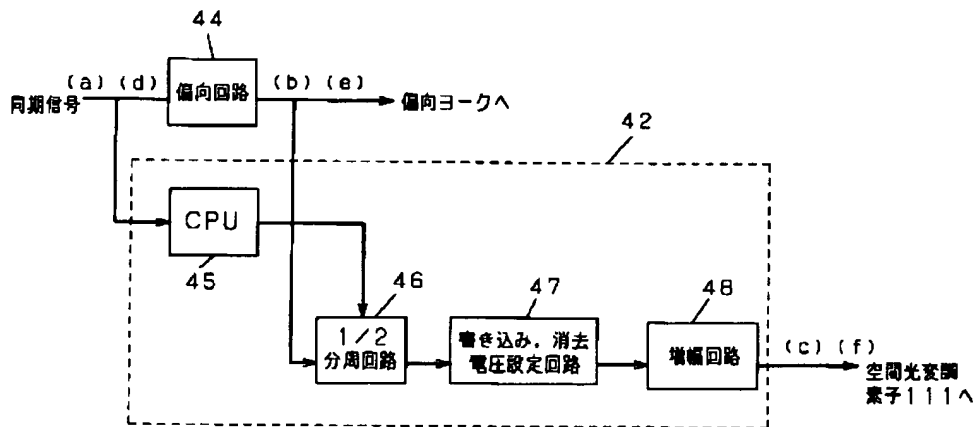 44
(a) (d)
偏向回路
(b) (e)
同期信号
偏向ヨークへ
42
CPU
45
46
47
48
1/2
分周回路
書き込み,消去
電圧設定回路
増幅回路
(c) (f)
空間光変調
素子111へ